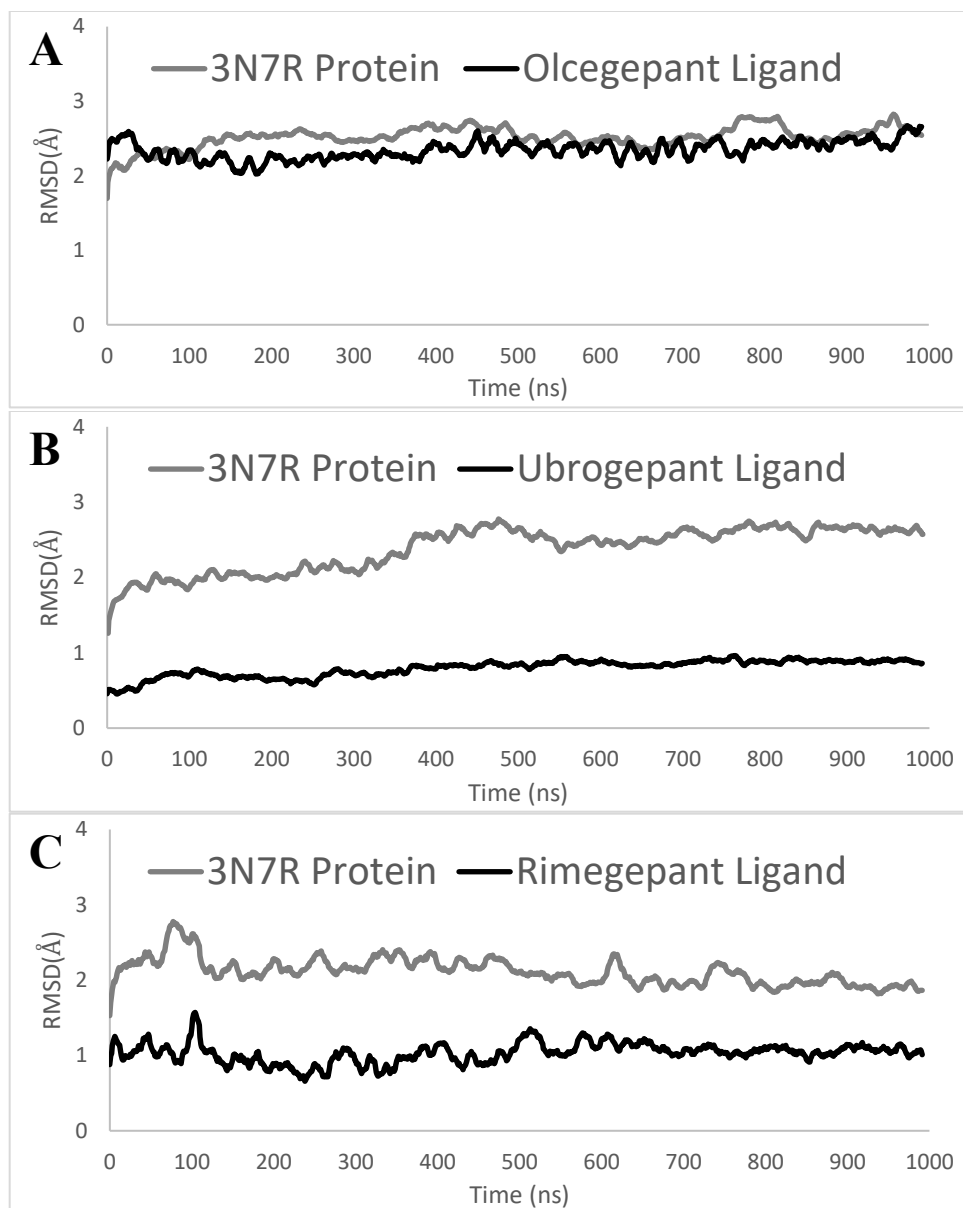 A
3N7R Protein Olcegepant Ligand
RMSD(Å)
4
3
2
1
0
0 100 200 300 400 500 600 700 800 900 1000
Time (ns)
B
3N7R Protein Ubrogepant Ligand
RMSD(Å)
4
3
2
1
0
0 100 200 300 400 500 600 700 800 900 1000
Time (ns)
C
3N7R Protein Rimegepant Ligand
RMSD(Å)
4
3
2
1
0
0 100 200 300 400 500 600 700 800 900 1000
Time (ns)